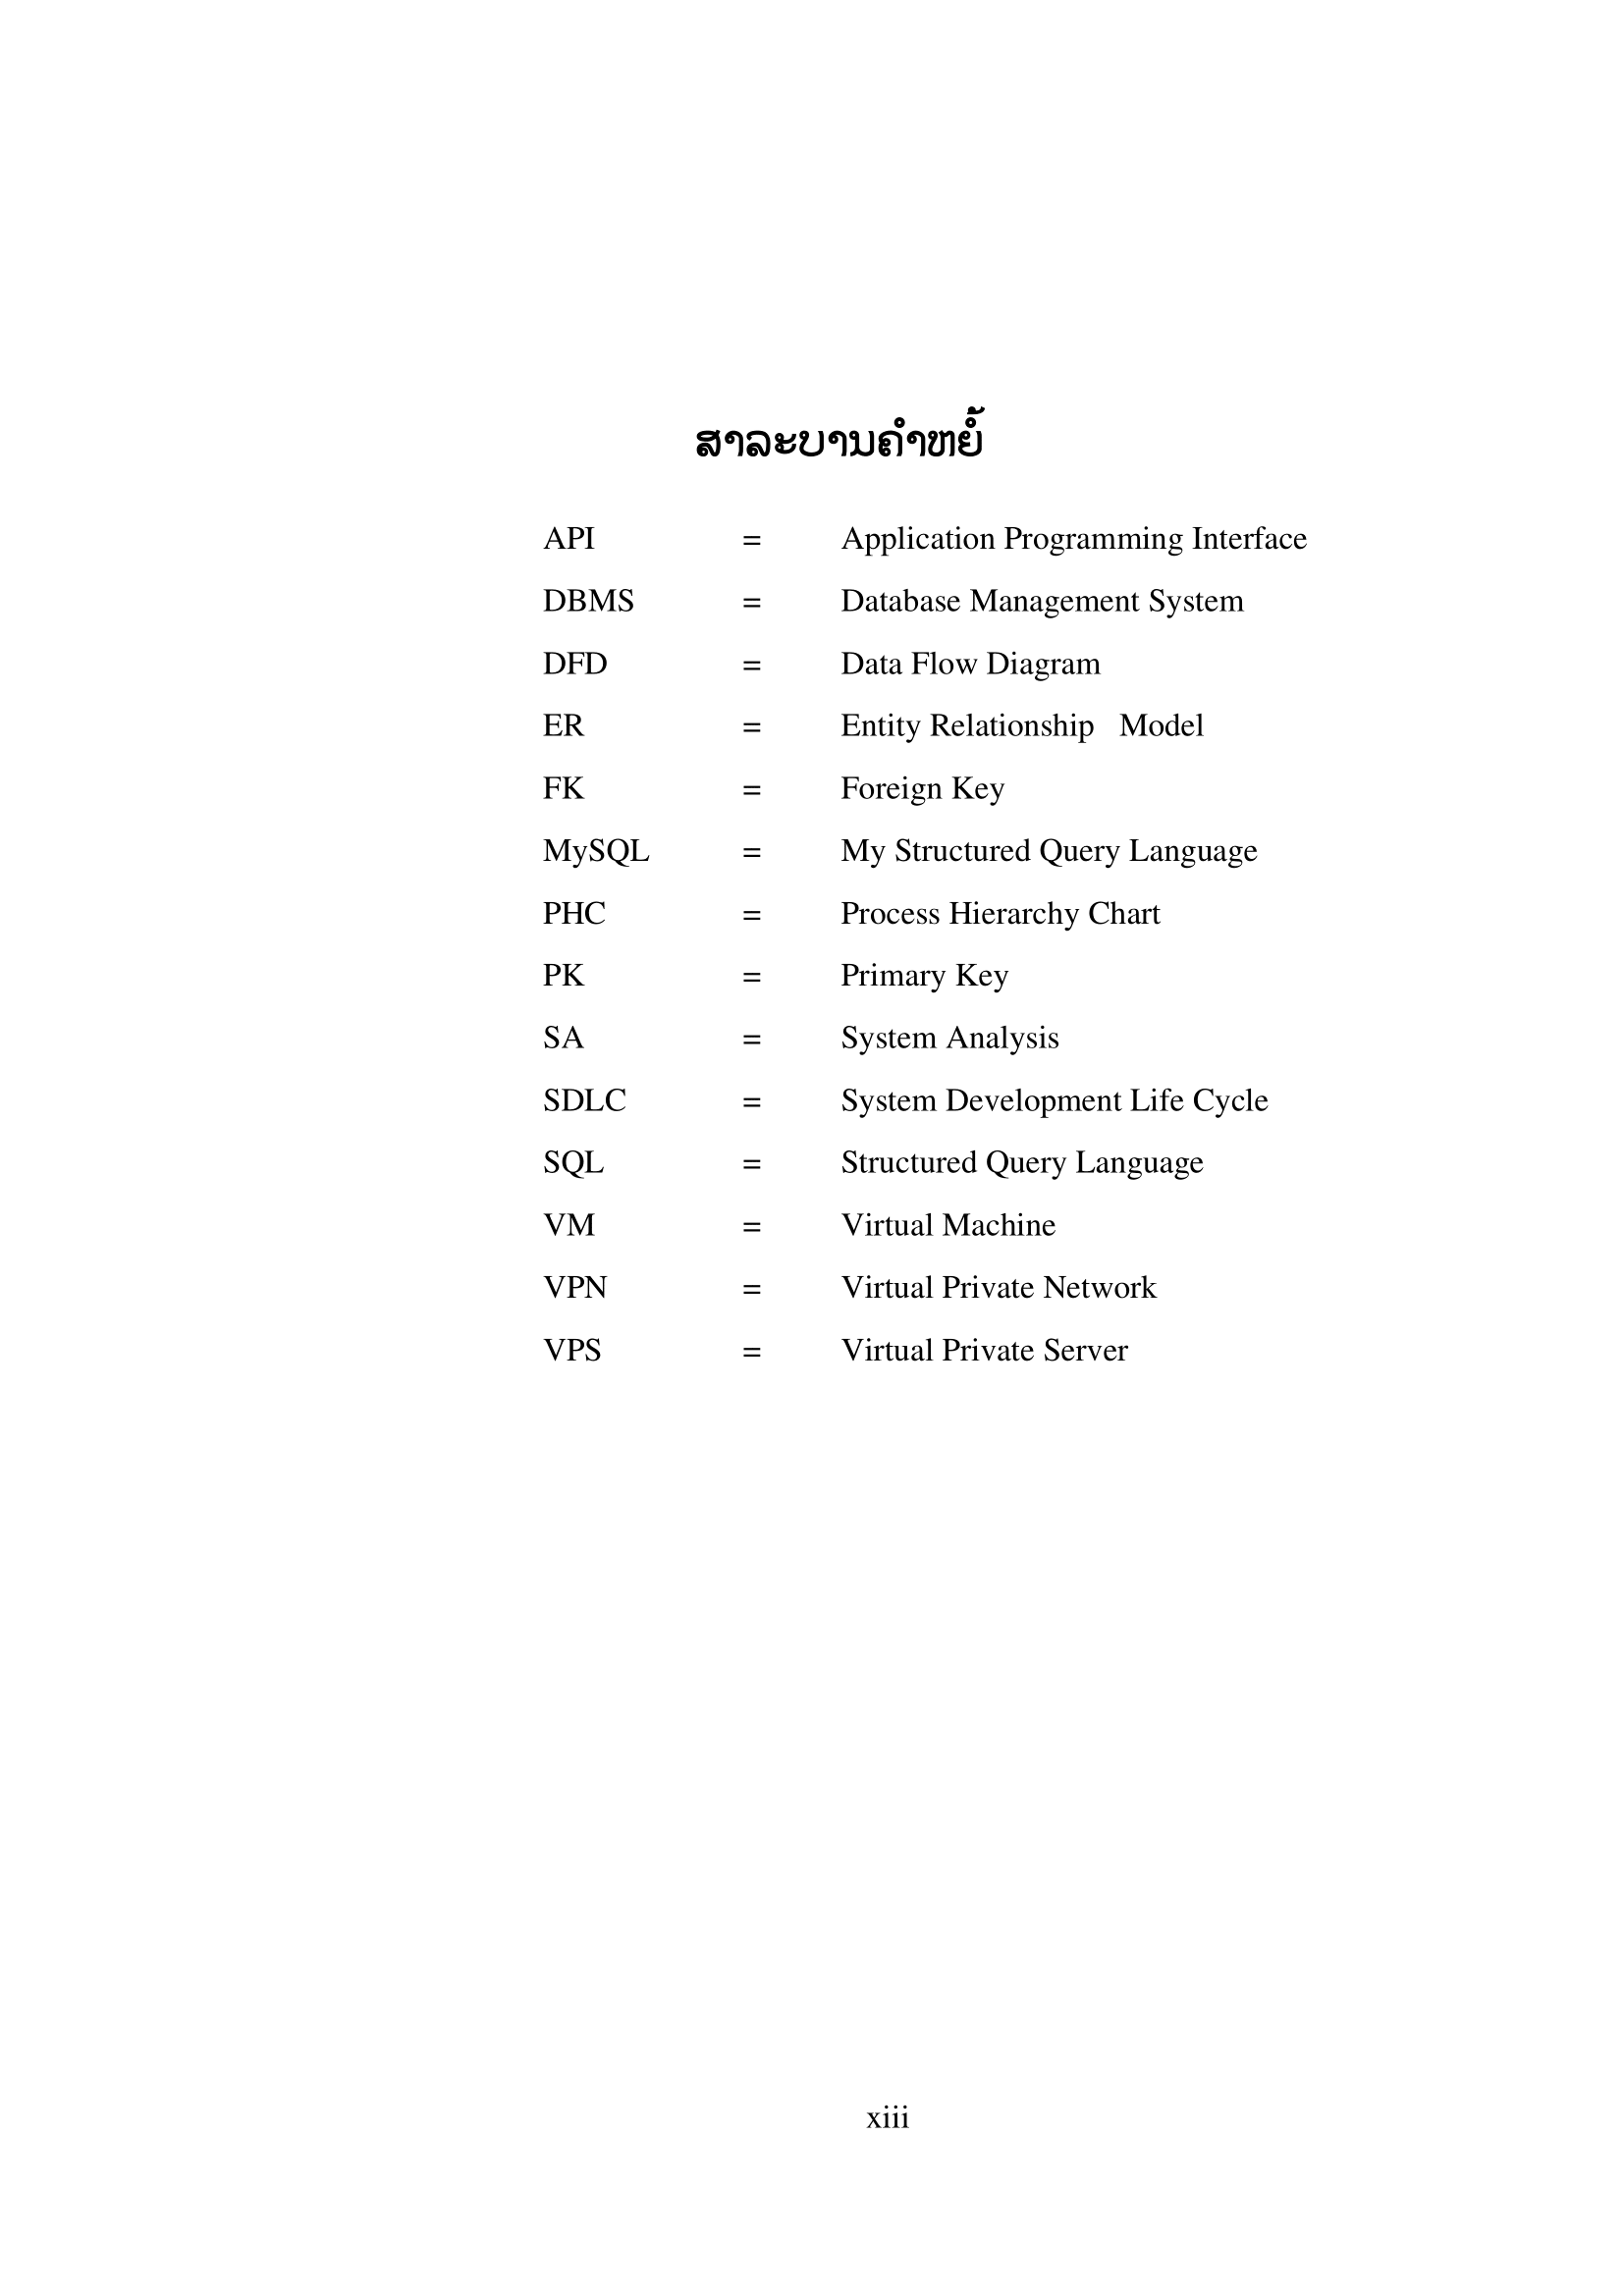 ສາລະບານຄຳຫຍໍ້
API = Application Programming Interface
DBMS = Database Management System
DFD = Data Flow Diagram
ER = Entity Relationship   Model
FK = Foreign Key
MySQL = My Structured Query Language
PHC = Process Hierarchy Chart
PK = Primary Key
SA = System Analysis
SDLC = System Development Life Cycle
SQL = Structured Query Language
VM = Virtual Machine
VPN = Virtual Private Network
VPS = Virtual Private Server
xiii